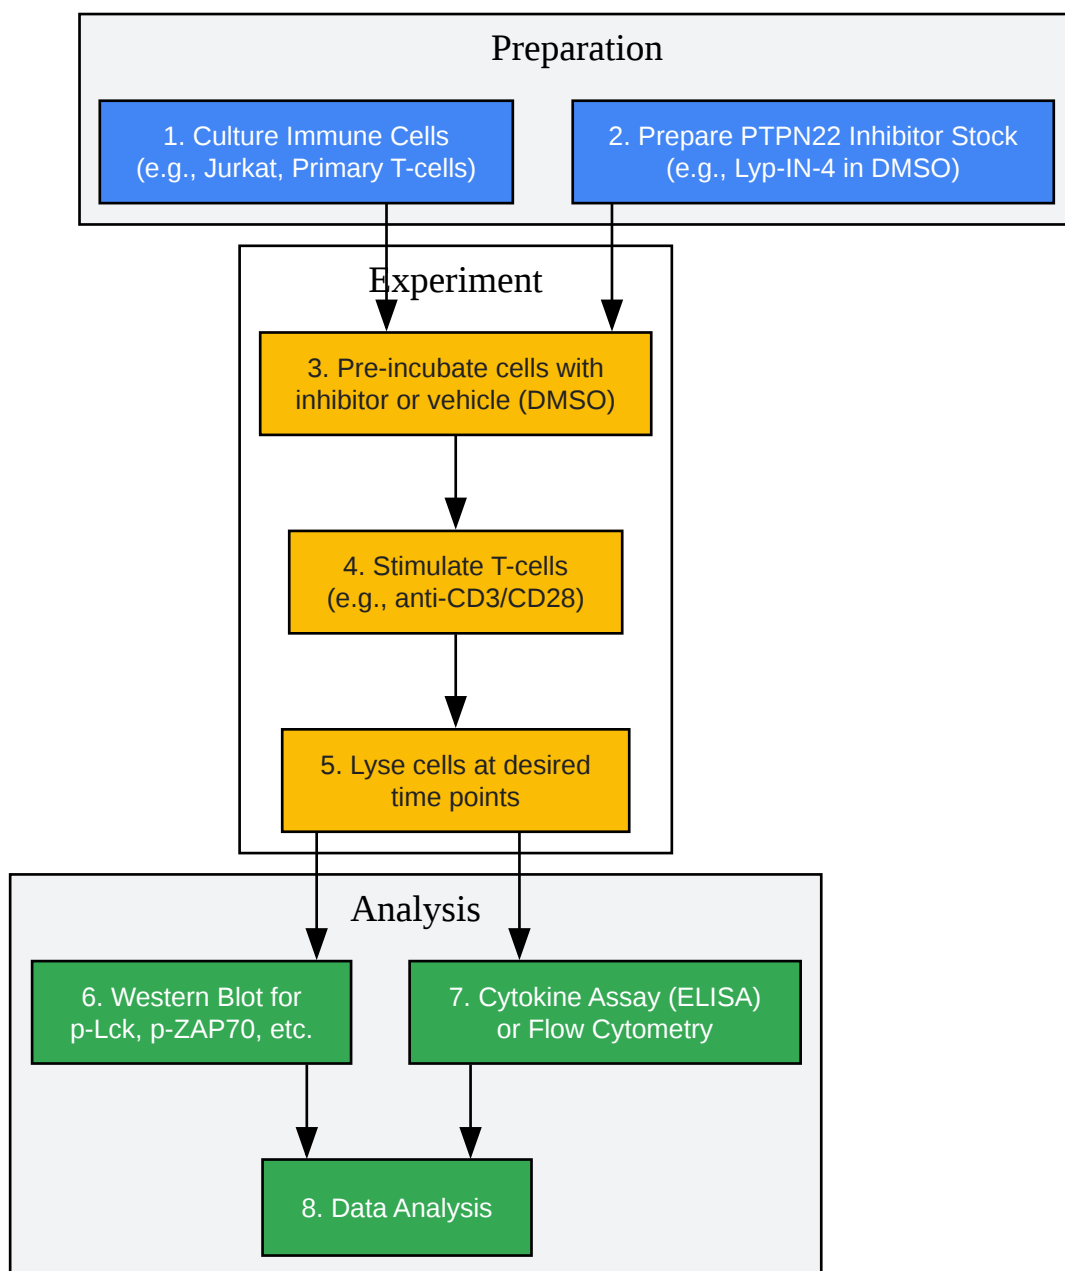 Preparation
1. Culture Immune Cells
(e.g., Jurkat, Primary T-cells)
2. Prepare PTPN22 Inhibitor Stock
(e.g., Lyp-IN-4 in DMSO)
Experiment
3. Pre-incubate cells with
inhibitor or vehicle (DMSO)
4. Stimulate T-cells
(e.g., anti-CD3/CD28)
5. Lyse cells at desired
time points
Analysis
6. Western Blot for
p-Lck, p-ZAP70, etc.
7. Cytokine Assay (ELISA)
or Flow Cytometry
8. Data Analysis